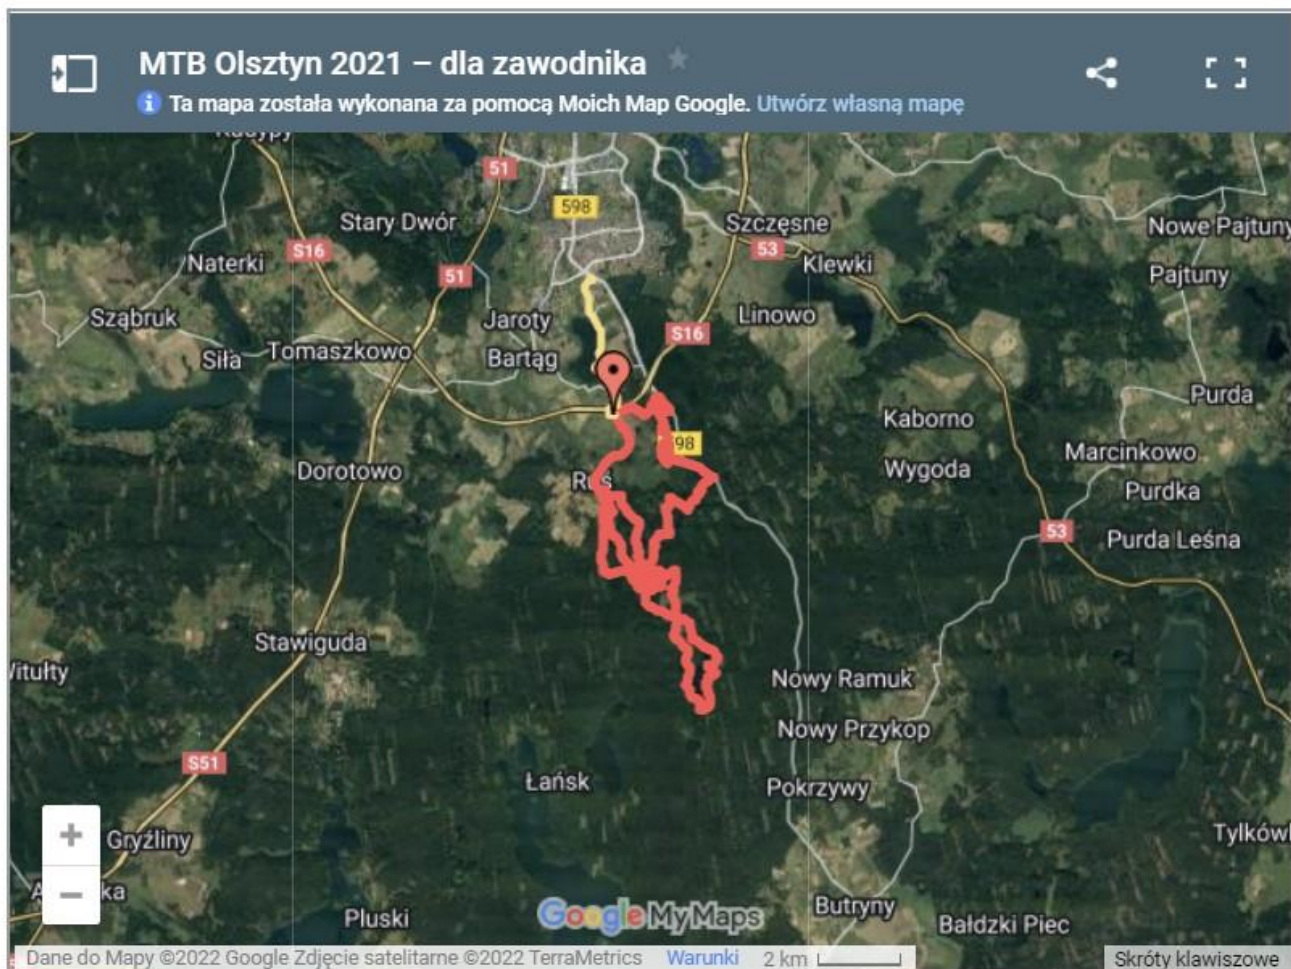 MTB Olsztyn 2021 – dla zawodnika
Ta mapa została wykonana za pomocą Moich Map Google. Utwórz własną mapę
51
598
Stary Dwór
Szczęsne
Nowe Pajtuny
S16
53
Naterki
51
Klewki
Pajtuny
Sząbruk
Jaroty
Linowo
S16
Siła
Tomaszkowo
Bartąg
Purda
Kaborno
98
Marcinkowo
Dorotowo
Wygoda
Ruś
Purdka
53
Purda Leśna
Stawiguda
Nowy Ramuk
Nowy Przykop
S51
Łańsk
Pokrzywy
+
Gryźliny
−
Butryny
Pluski
Google My Maps
Bałdzki Piec
Dane do Mapy ©2022 Google Zdjęcie satelitarne ©2022 TerraMetrics Warunki 2 km Skróty klawiszowe